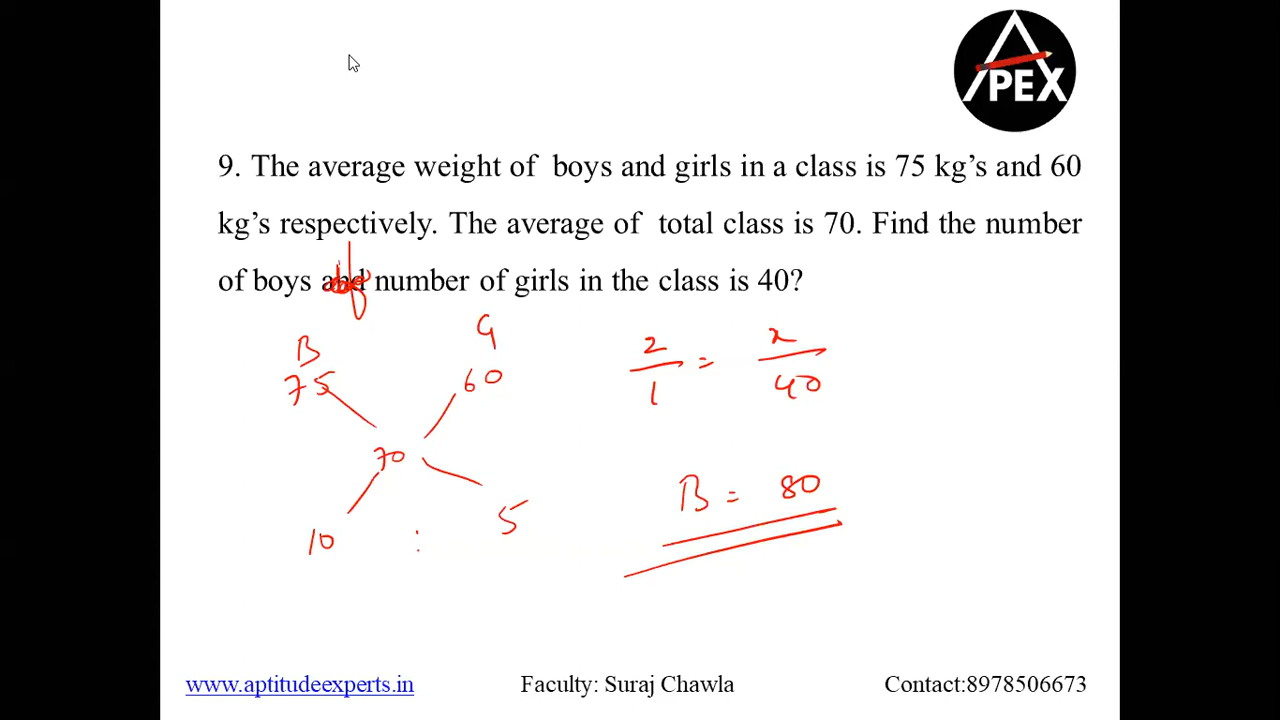 APEX
9. The average weight of boys and girls in a class is 75 kg’s and 60
kg’s respectively. The average of total class is 70. Find the number
of boys and number of girls in the class is 40?
B G
75 60
70
10 : 5
2/1 = x/40
B = 80
www.aptitudeexperts.in Faculty: Suraj Chawla Contact:8978506673